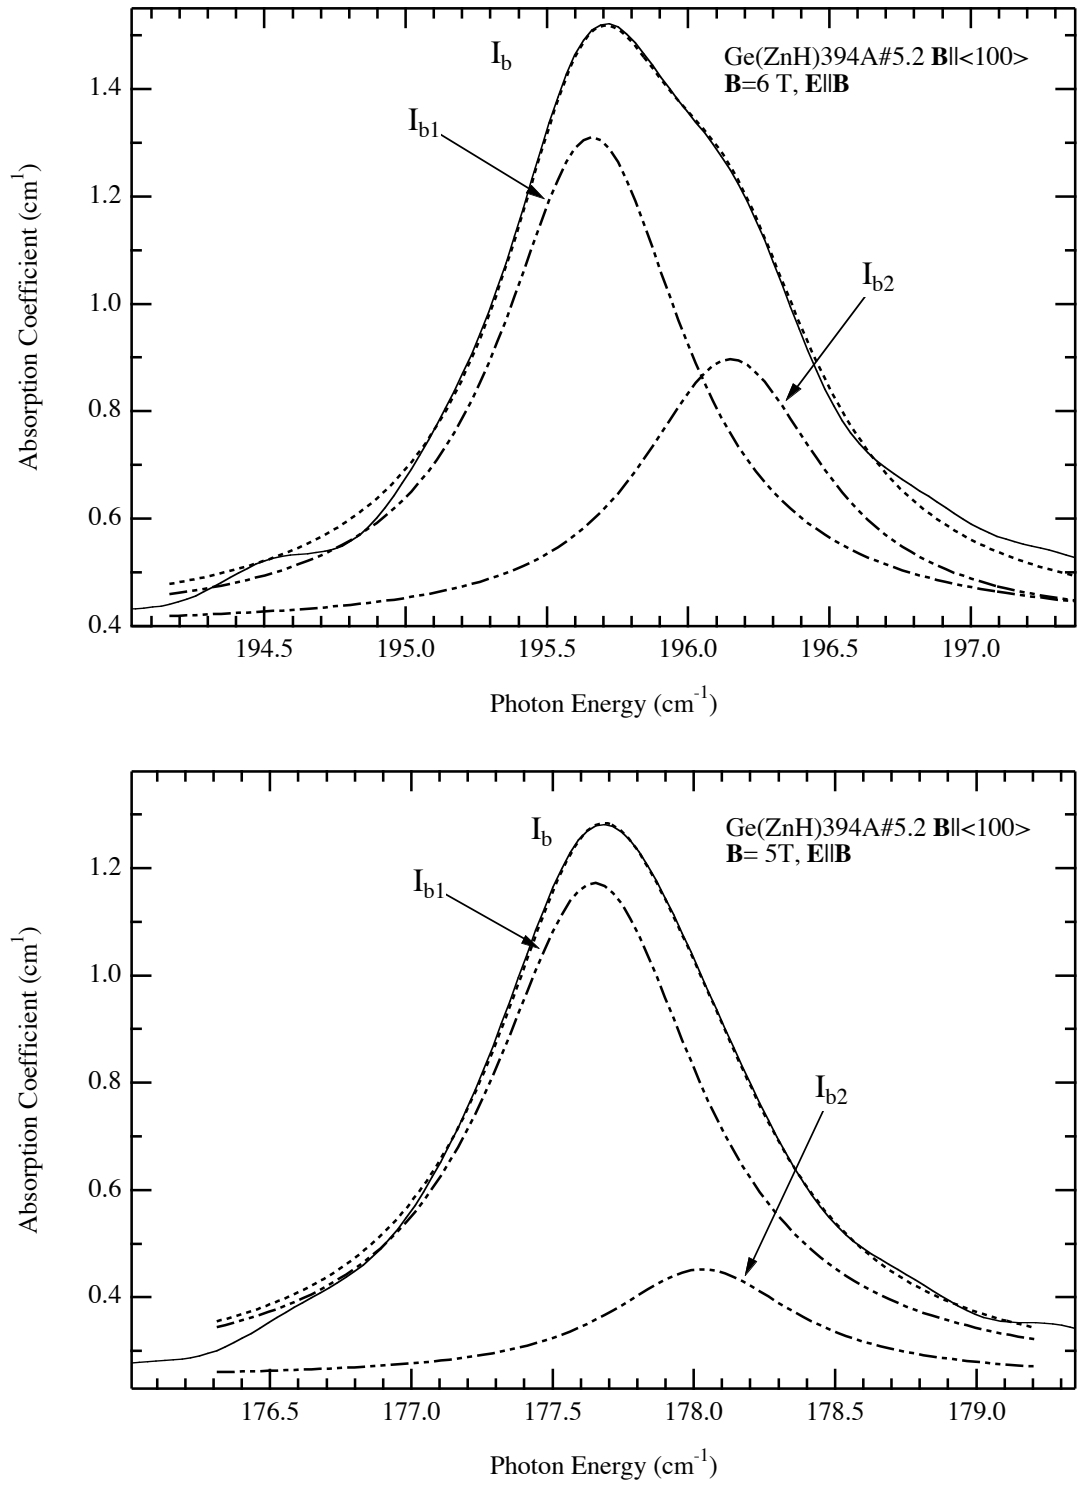 I_b
Ge(ZnH)394A#5.2 B||<100>
B=6 T, E||B
I_b1
I_b2
Absorption Coefficient (cm^1)
1.4
1.2
1.0
0.8
0.6
0.4
194.5 195.0 195.5 196.0 196.5 197.0
Photon Energy (cm^-1)
I_b
Ge(ZnH)394A#5.2 B||<100>
B= 5T, E||B
I_b1
I_b2
Absorption Coefficient (cm^1)
1.2
1.0
0.8
0.6
0.4
176.5 177.0 177.5 178.0 178.5 179.0
Photon Energy (cm^-1)